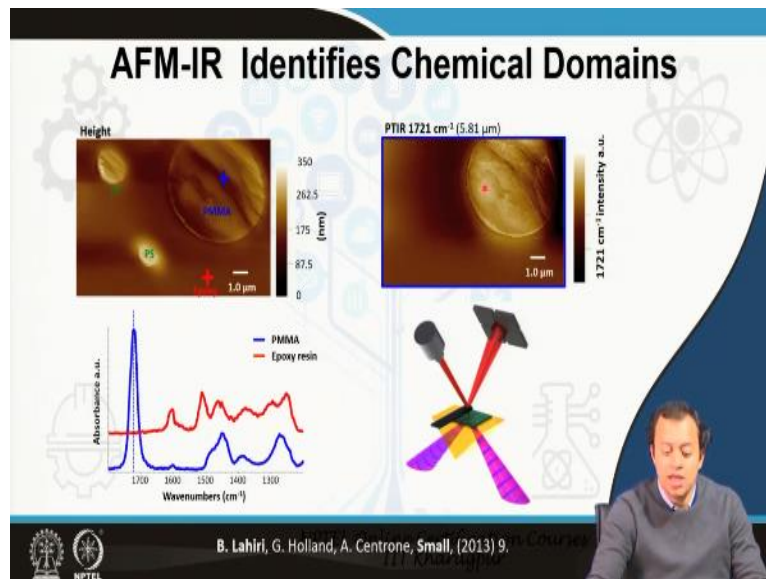 AFM-IR Identifies Chemical Domains
Height
PMMA
PS
1.0 μm
350
262.5
175
87.5
0
(nm)
PTIR 1721 cm⁻¹ (5.81 μm)
1.0 μm
1721 cm⁻¹ intensity a.u.
Absorbance a.u.
PMMA
Epoxy resin
1700 1600 1500 1400 1300
Wavenumbers (cm⁻¹)
B. Lahiri, G. Holland, A. Centrone, Small, (2013) 9.
NPTEL